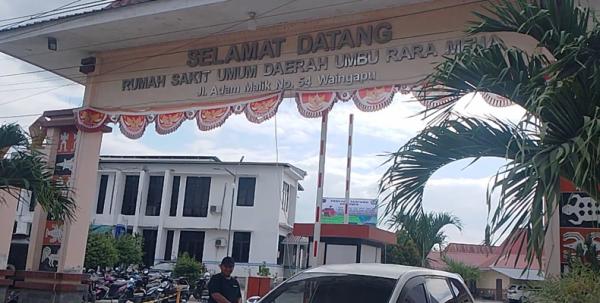 SELAMAT DATANG
RUMAH SAKIT UMUM DAERAH UMBU RARA MEHA
Jl. Adam Malik No. 54, Waingapu